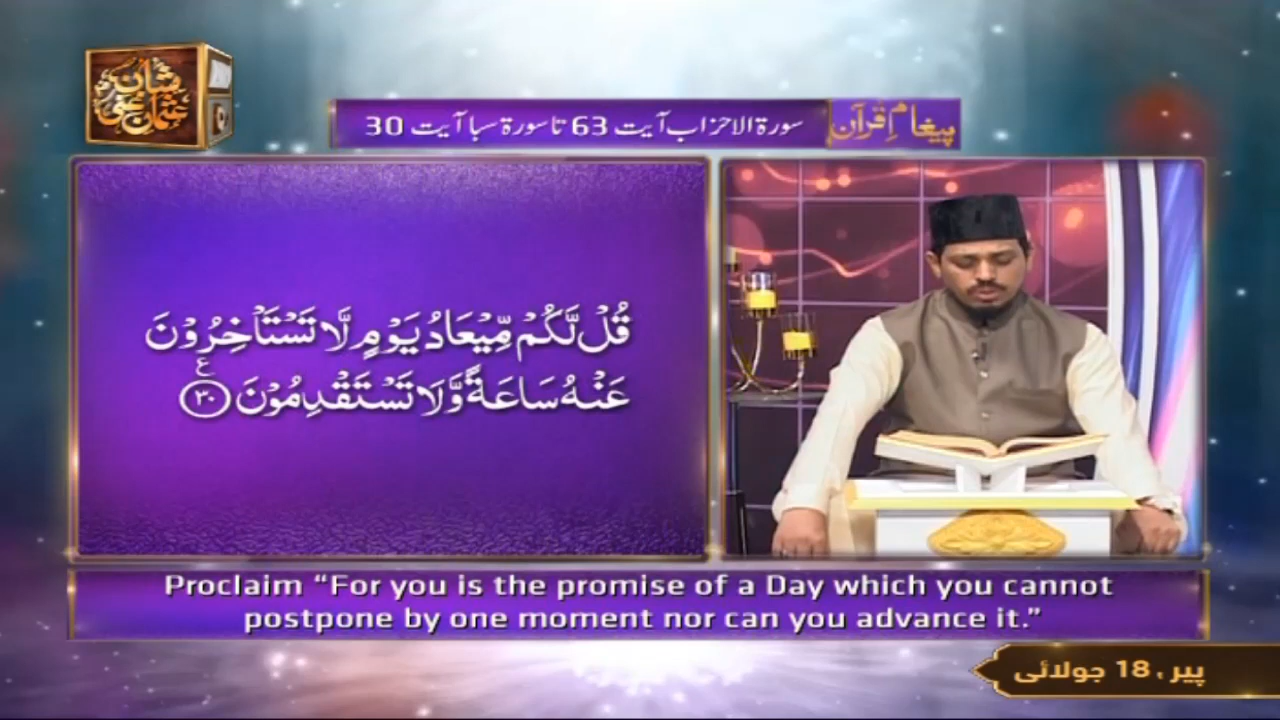 شان عثمان غنی
پیغام قرآن
سورۃ الاحزاب آیت 63 تا سورۃ سبا آیت 30
قُلْ لَّكُمْ مِّيْعَادُ يَوْمٍ لَّا تَسْتَاْخِرُوْنَ
عَنْهُ سَاعَةً وَّلَا تَسْتَقْدِمُوْنَ ۳۰ ع
Proclaim “For you is the promise of a Day which you cannot
postpone by one moment nor can you advance it.”
پیر، 18 جولائی